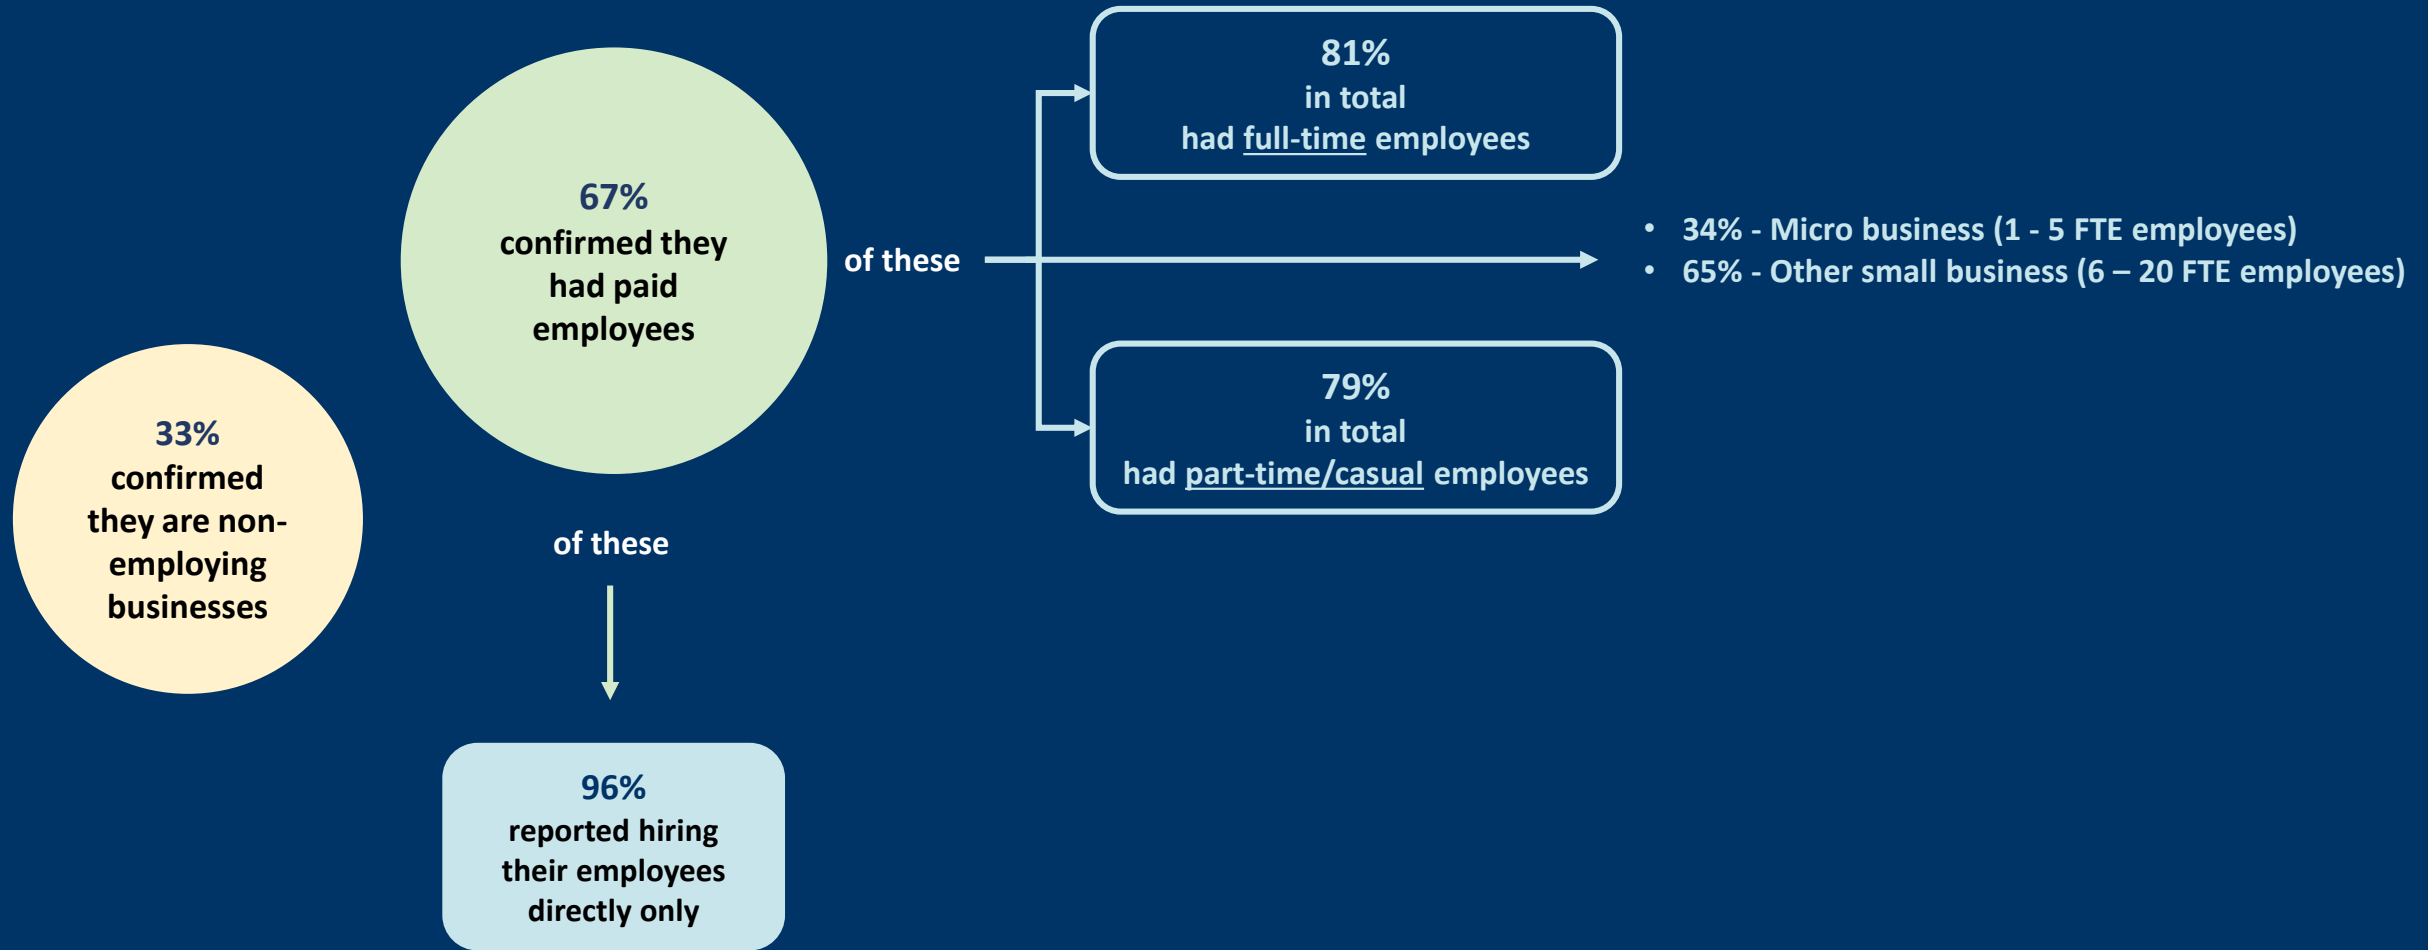 33%
confirmed
they are non-
employing
businesses
67%
confirmed they
had paid
employees
of these
81%
in total
had full-time employees
• 34% - Micro business (1 - 5 FTE employees)
• 65% - Other small business (6 – 20 FTE employees)
79%
in total
had part-time/casual employees
of these
96%
reported hiring
their employees
directly only